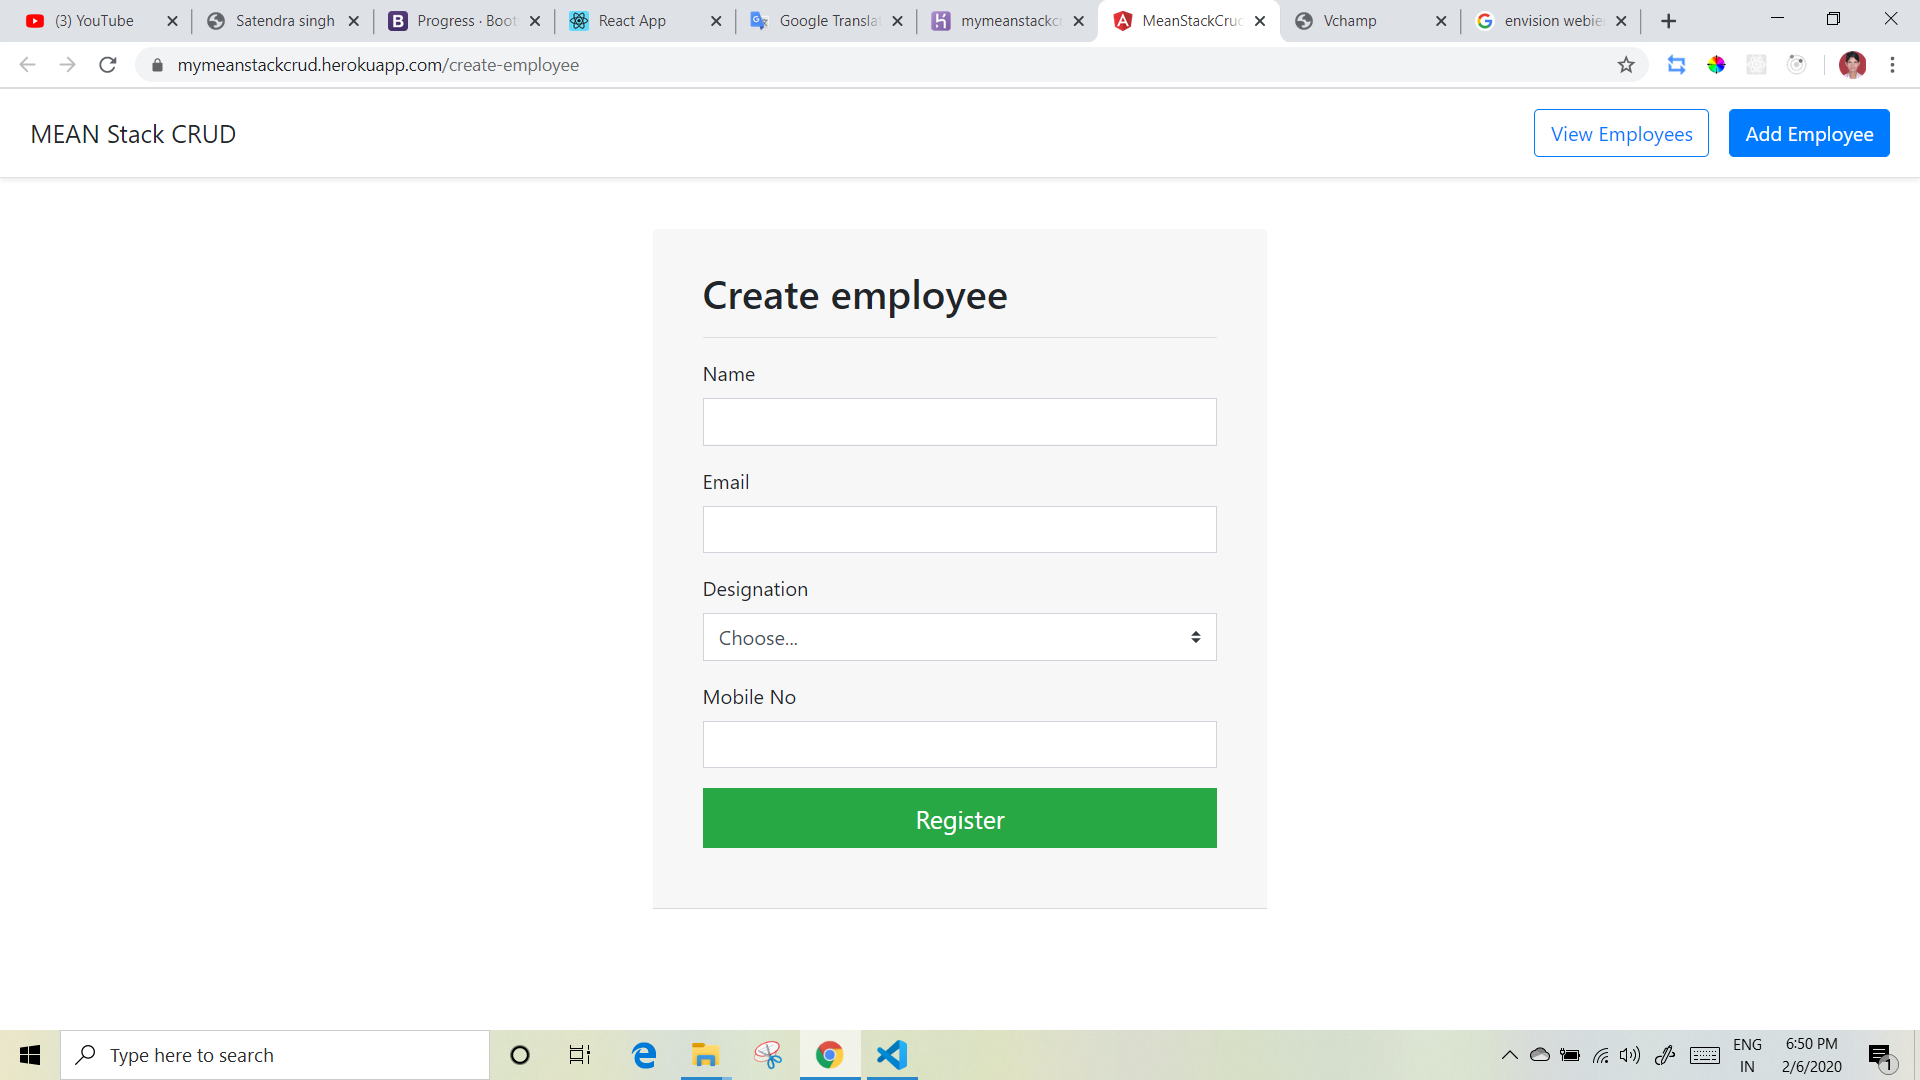 (3) YouTube
Satendra singh
Progress · Boot
React App
Google Transla
mymeanstackc
MeanStackCruc
Vchamp
envision webie
mymeanstackcrud.herokuapp.com/create-employee
MEAN Stack CRUD
View Employees
Add Employee
Create employee
Name
Email
Designation
Choose...
Mobile No
Register
Type here to search
ENG
IN
6:50 PM
2/6/2020
1